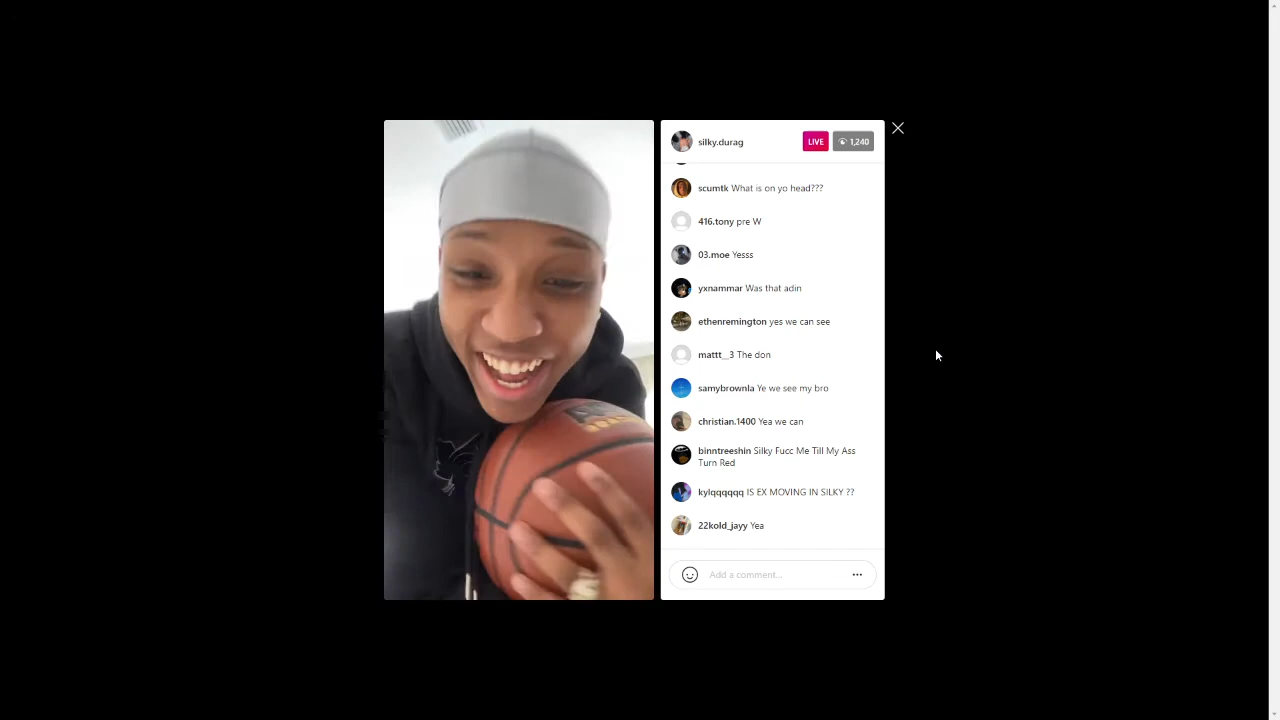 silky.durag LIVE 1,240
scumtk What is on yo head???
416.tony pre W
03.moe Yesss
yxnammar Was that adin
ethenremington yes we can see
mattt__3 The don
samybrownla Ye we see my bro
christian.1400 Yea we can
binntreeshin Silky Fucc Me Till My Ass
Turn Red
kylqqqqqq IS EX MOVING IN SILKY ??
22kold_jayy Yea
Add a comment...